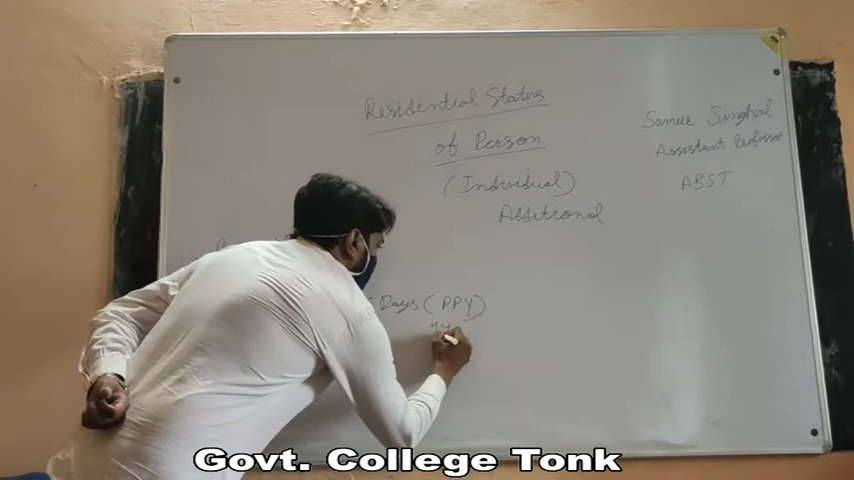 Residential Status
of Person
(Individual)
Additional
Sameer Singhal
Assistant Professor
ABST
Days (PPY)
Govt. College Tonk